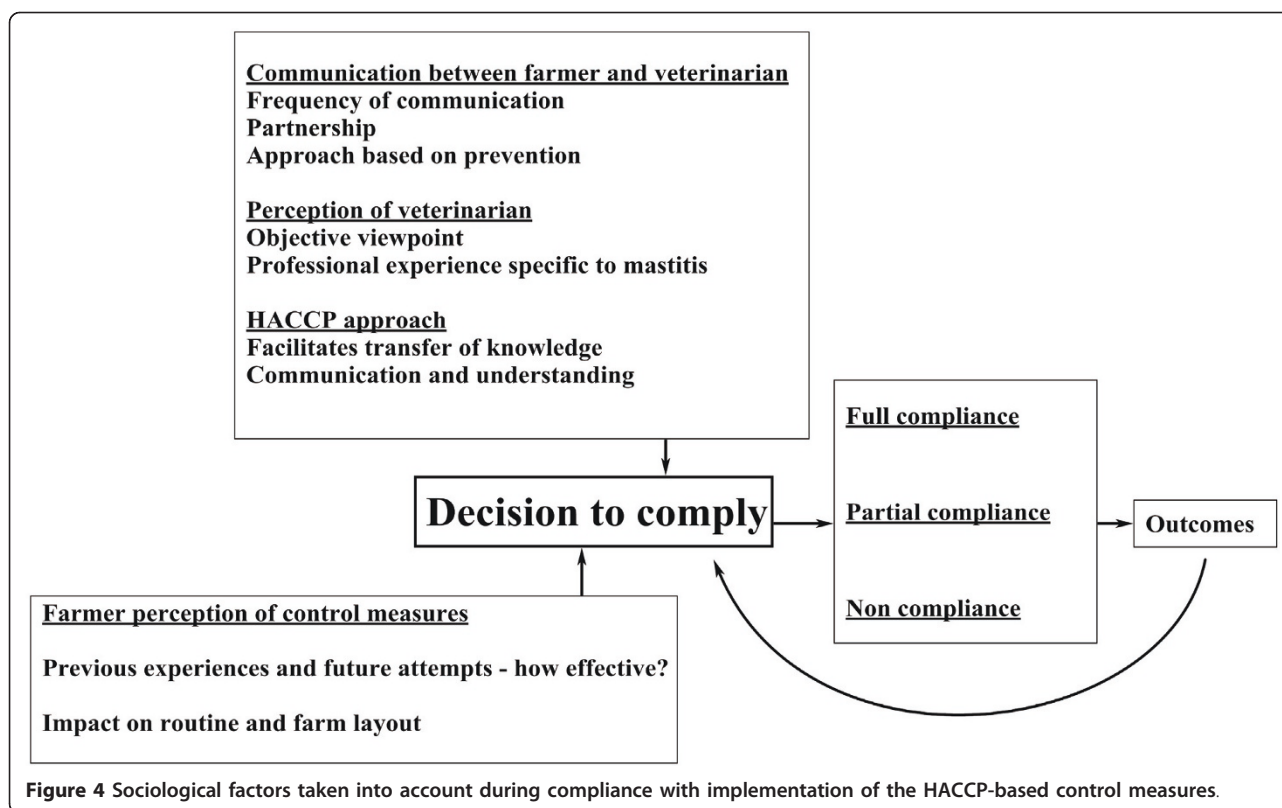 Communication between farmer and veterinarian
Frequency of communication
Partnership
Approach based on prevention
Perception of veterinarian
Objective viewpoint
Professional experience specific to mastitis
HACCP approach
Facilitates transfer of knowledge
Communication and understanding
Decision to comply
Full compliance
Partial compliance
Non compliance
Outcomes
Farmer perception of control measures
Previous experiences and future attempts - how effective?
Impact on routine and farm layout
Figure 4 Sociological factors taken into account during compliance with implementation of the HACCP-based control measures.